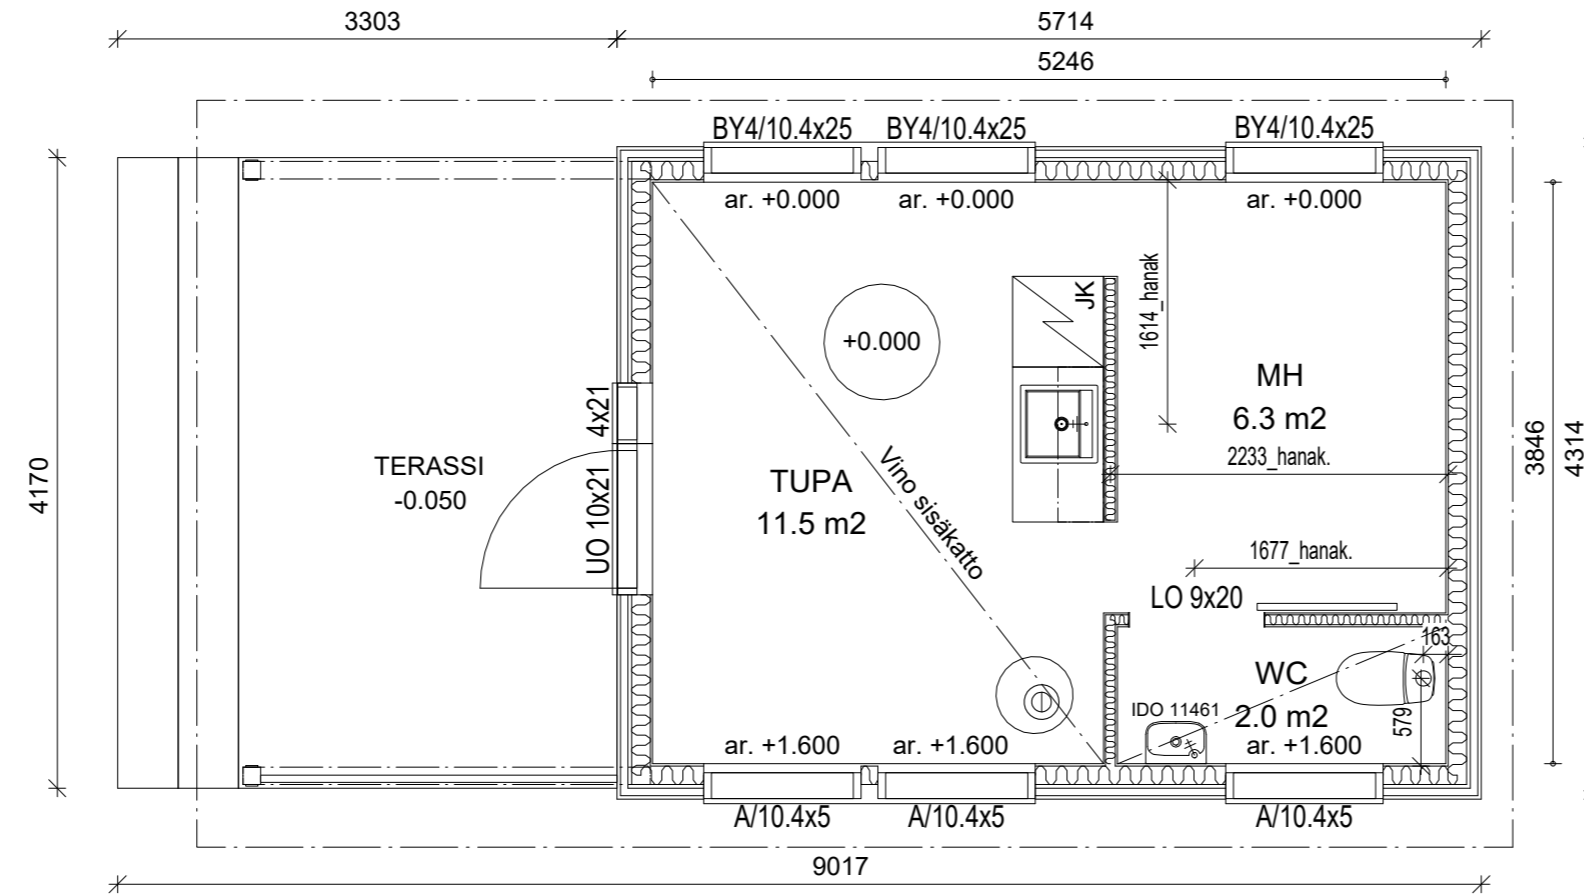 3303
5714
5246
BY4/10.4x25 BY4/10.4x25 BY4/10.4x25
ar. +0.000 ar. +0.000 ar. +0.000
JK
1614_hanak
+0.000
MH
6.3 m2
2233_hanak.
4x21
UO 10x21
TERASSI
-0.050
TUPA
11.5 m2
Vino sisäkatto
4170
3846
4314
1677_hanak.
LO 9x20
163
WC
2.0 m2
IDO 11461
579
ar. +1.600 ar. +1.600 ar. +1.600
A/10.4x5 A/10.4x5 A/10.4x5
9017